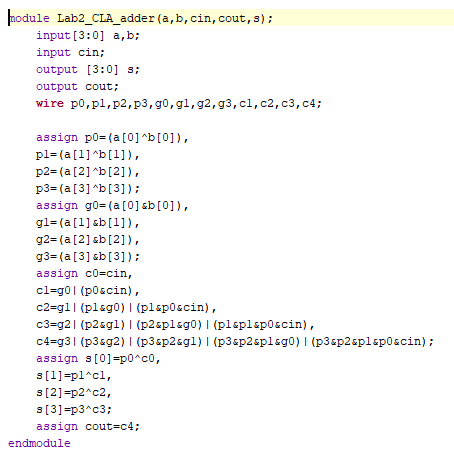 module Lab2_CLA_adder(a,b,cin,cout,s);
input[3:0] a,b;
input cin;
output [3:0] s;
output cout;
wire p0,p1,p2,p3,g0,g1,g2,g3,c1,c2,c3,c4;
assign p0=(a[0]^b[0]),
p1=(a[1]^b[1]),
p2=(a[2]^b[2]),
p3=(a[3]^b[3]);
assign g0=(a[0]&b[0]),
g1=(a[1]&b[1]),
g2=(a[2]&b[2]),
g3=(a[3]&b[3]);
assign c0=cin,
c1=g0|(p0&cin),
c2=g1|(p1&g0)|(p1&p0&cin),
c3=g2|(p2&g1)|(p2&p1&g0)|(p1&p1&p0&cin),
c4=g3|(p3&g2)|(p3&p2&g1)|(p3&p2&p1&g0)|(p3&p2&p1&p0&cin);
assign s[0]=p0^c0,
s[1]=p1^c1,
s[2]=p2^c2,
s[3]=p3^c3;
assign cout=c4;
endmodule